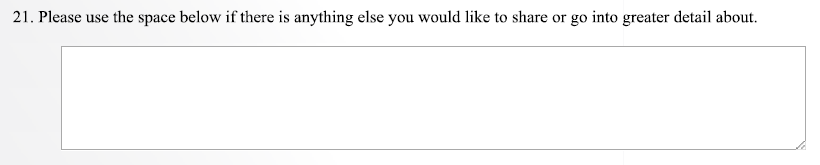 21. Please use the space below if there is anything else you would like to share or go into greater detail about.